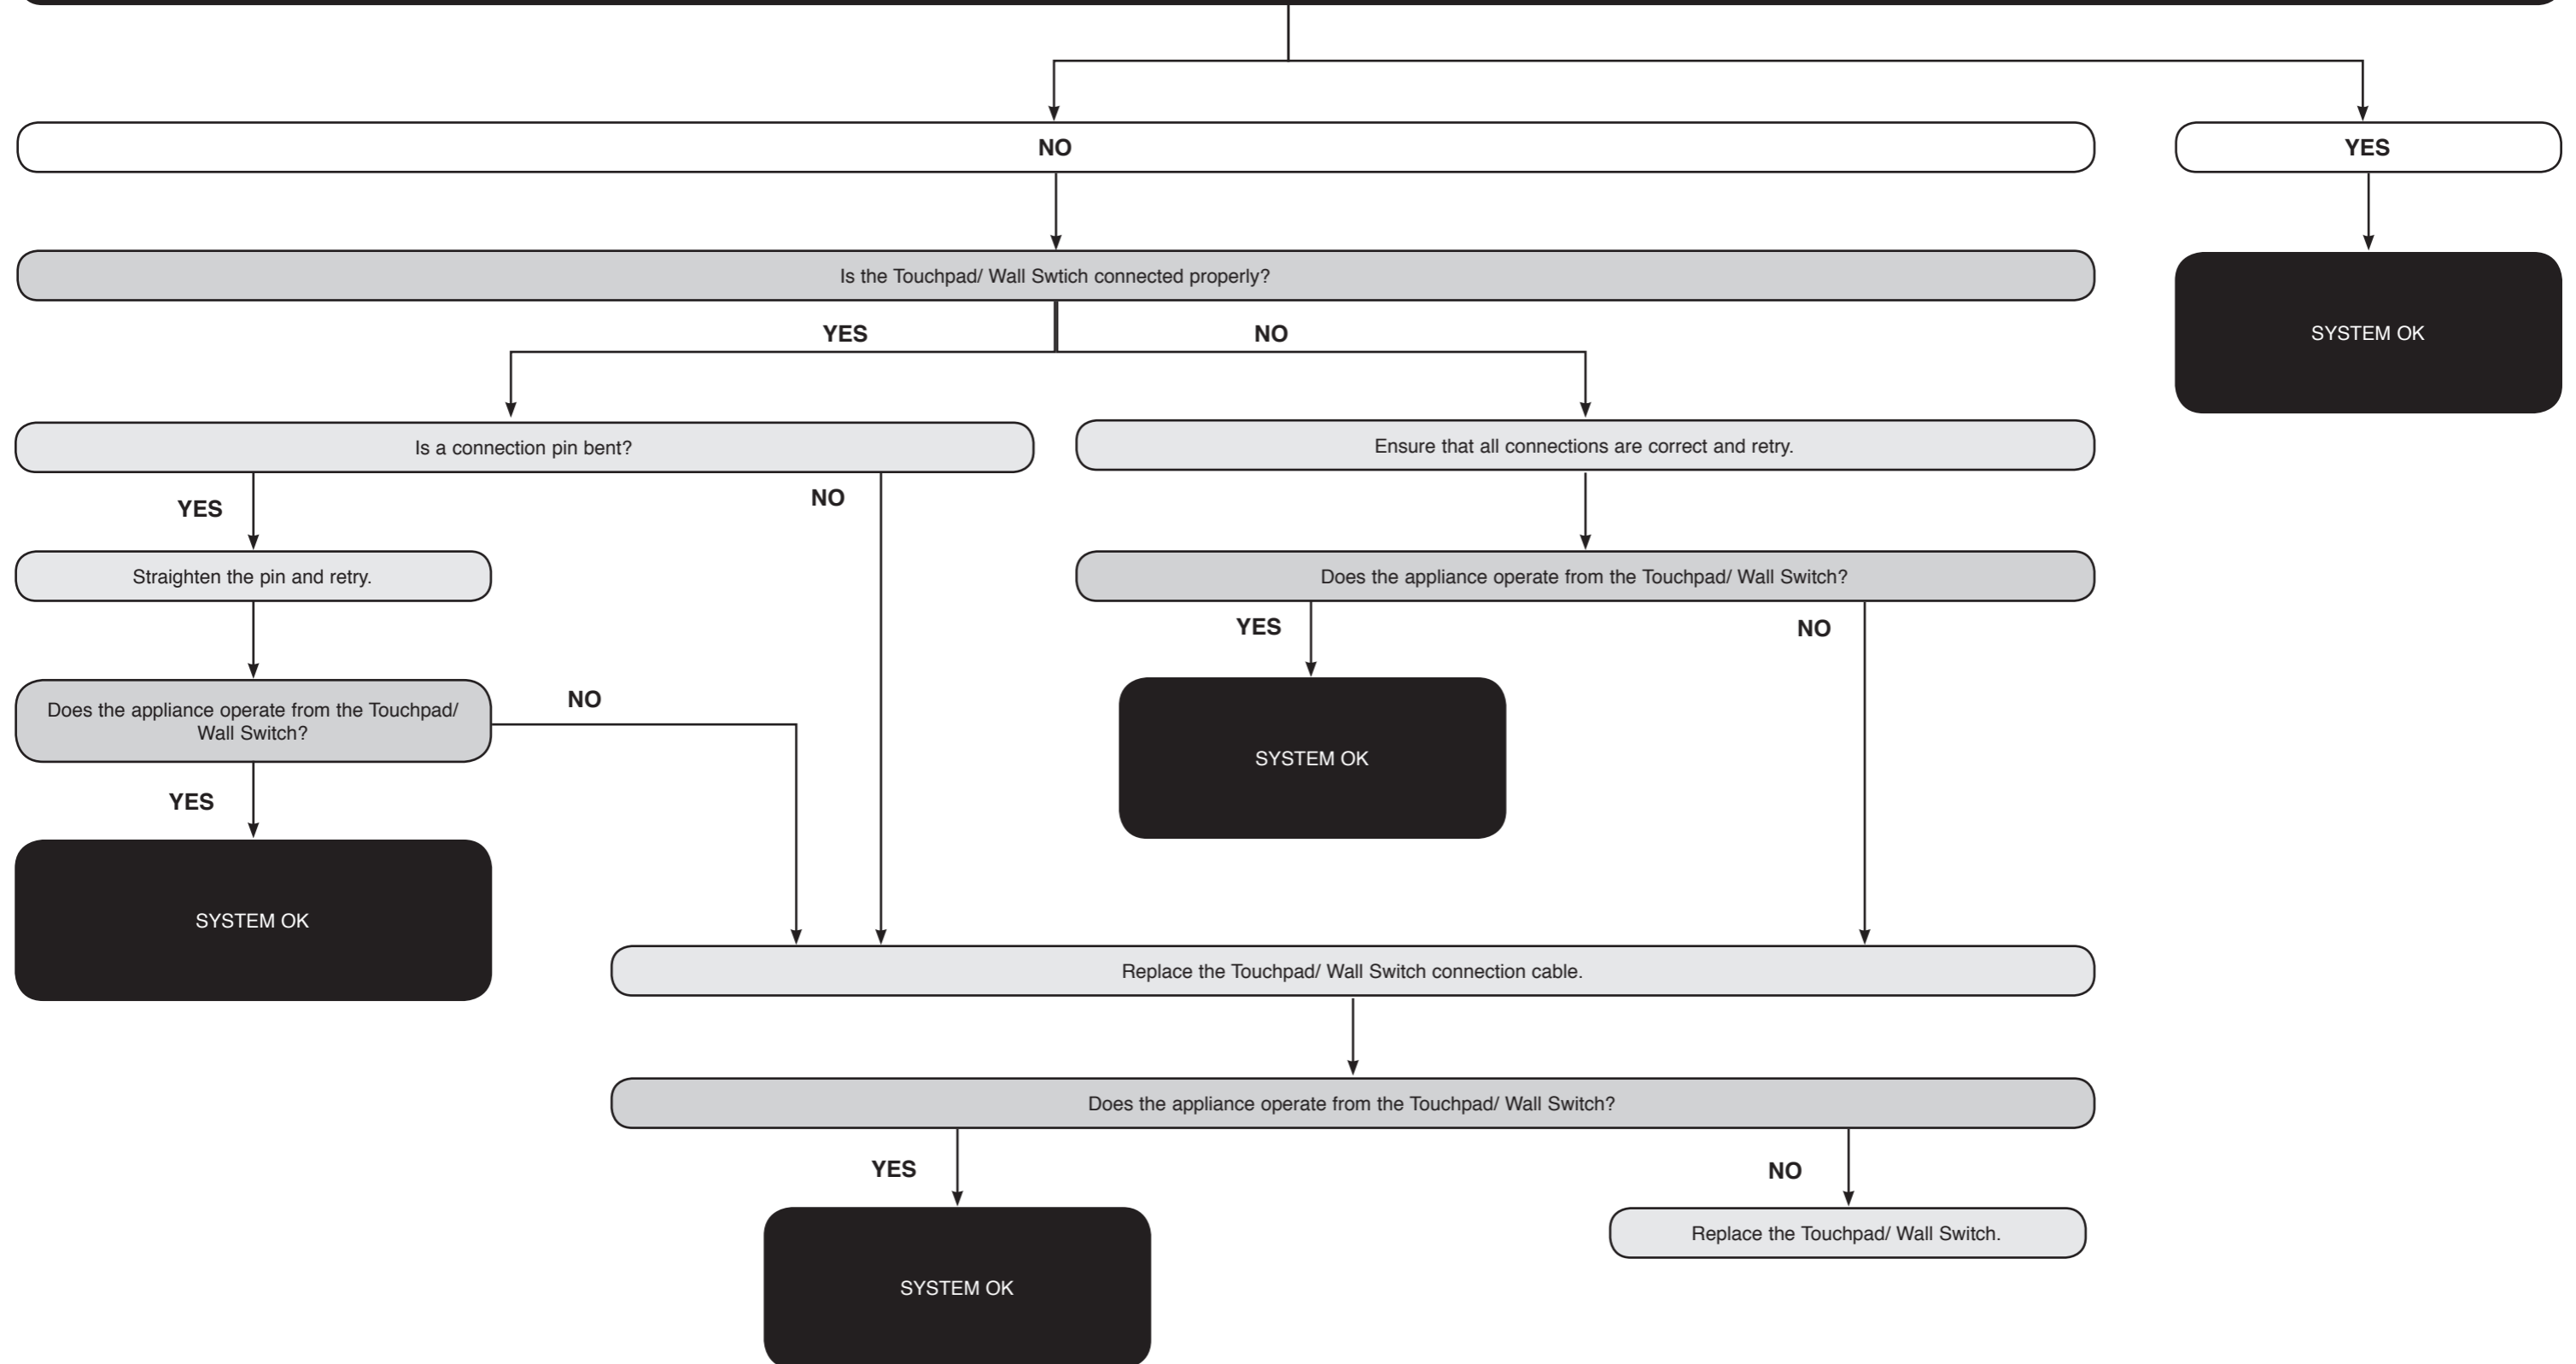 NO
YES
Is the Touchpad/ Wall Swtich connected properly?
SYSTEM OK
YES
NO
Is a connection pin bent?
Ensure that all connections are correct and retry.
YES
NO
Straighten the pin and retry.
Does the appliance operate from the Touchpad/ Wall Switch?
YES
NO
Does the appliance operate from the Touchpad/
Wall Switch?
NO
SYSTEM OK
YES
SYSTEM OK
Replace the Touchpad/ Wall Switch connection cable.
Does the appliance operate from the Touchpad/ Wall Switch?
YES
NO
Replace the Touchpad/ Wall Switch.
SYSTEM OK